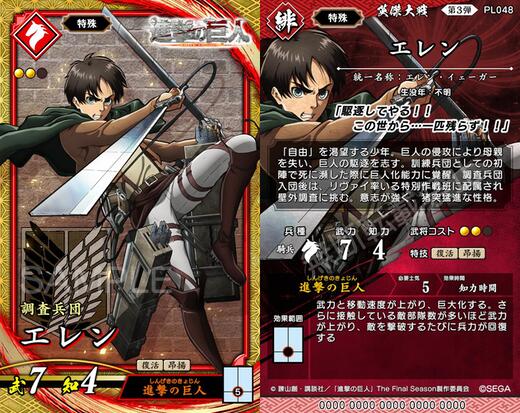 特殊
進撃の巨人
SAMPLE
調査兵団
エレン
復活 昂揚
武7 知4
しんげきのきょじん
進撃の巨人
5
緋
特殊
英傑大戦
第3弾
PL048
エレン
統一名称：エレン・イェーガー
生没年：不明
「駆逐してやる！！
この世から…一匹残らず！！」
「自由」を渇望する少年。巨人の侵攻により母親
を失い、巨人の駆逐を志す。訓練兵団としての初
陣で死に瀕した際に巨人化能力に覚醒。調査兵団
入団後は、リヴァイ率いる特別作戦班に配属され
壁外調査に挑む。意志が強く、猪突猛進な性格。
兵種 武力 知力 武将コスト
騎兵 7 4 特技 復活 昂揚
しんげきのきょじん 必要士気 効果時間
進撃の巨人 5 知力時間
効果範囲
武力と移動速度が上がり、巨大化する。さ
らに接触している敵部隊数が多いほど武力
が上がり、敵を撃破するたびに兵力が回復
する
© 諫山創・講談社／「進撃の巨人」The Final Season製作委員会 ©SEGA
0000 0000 0000 0000 0000